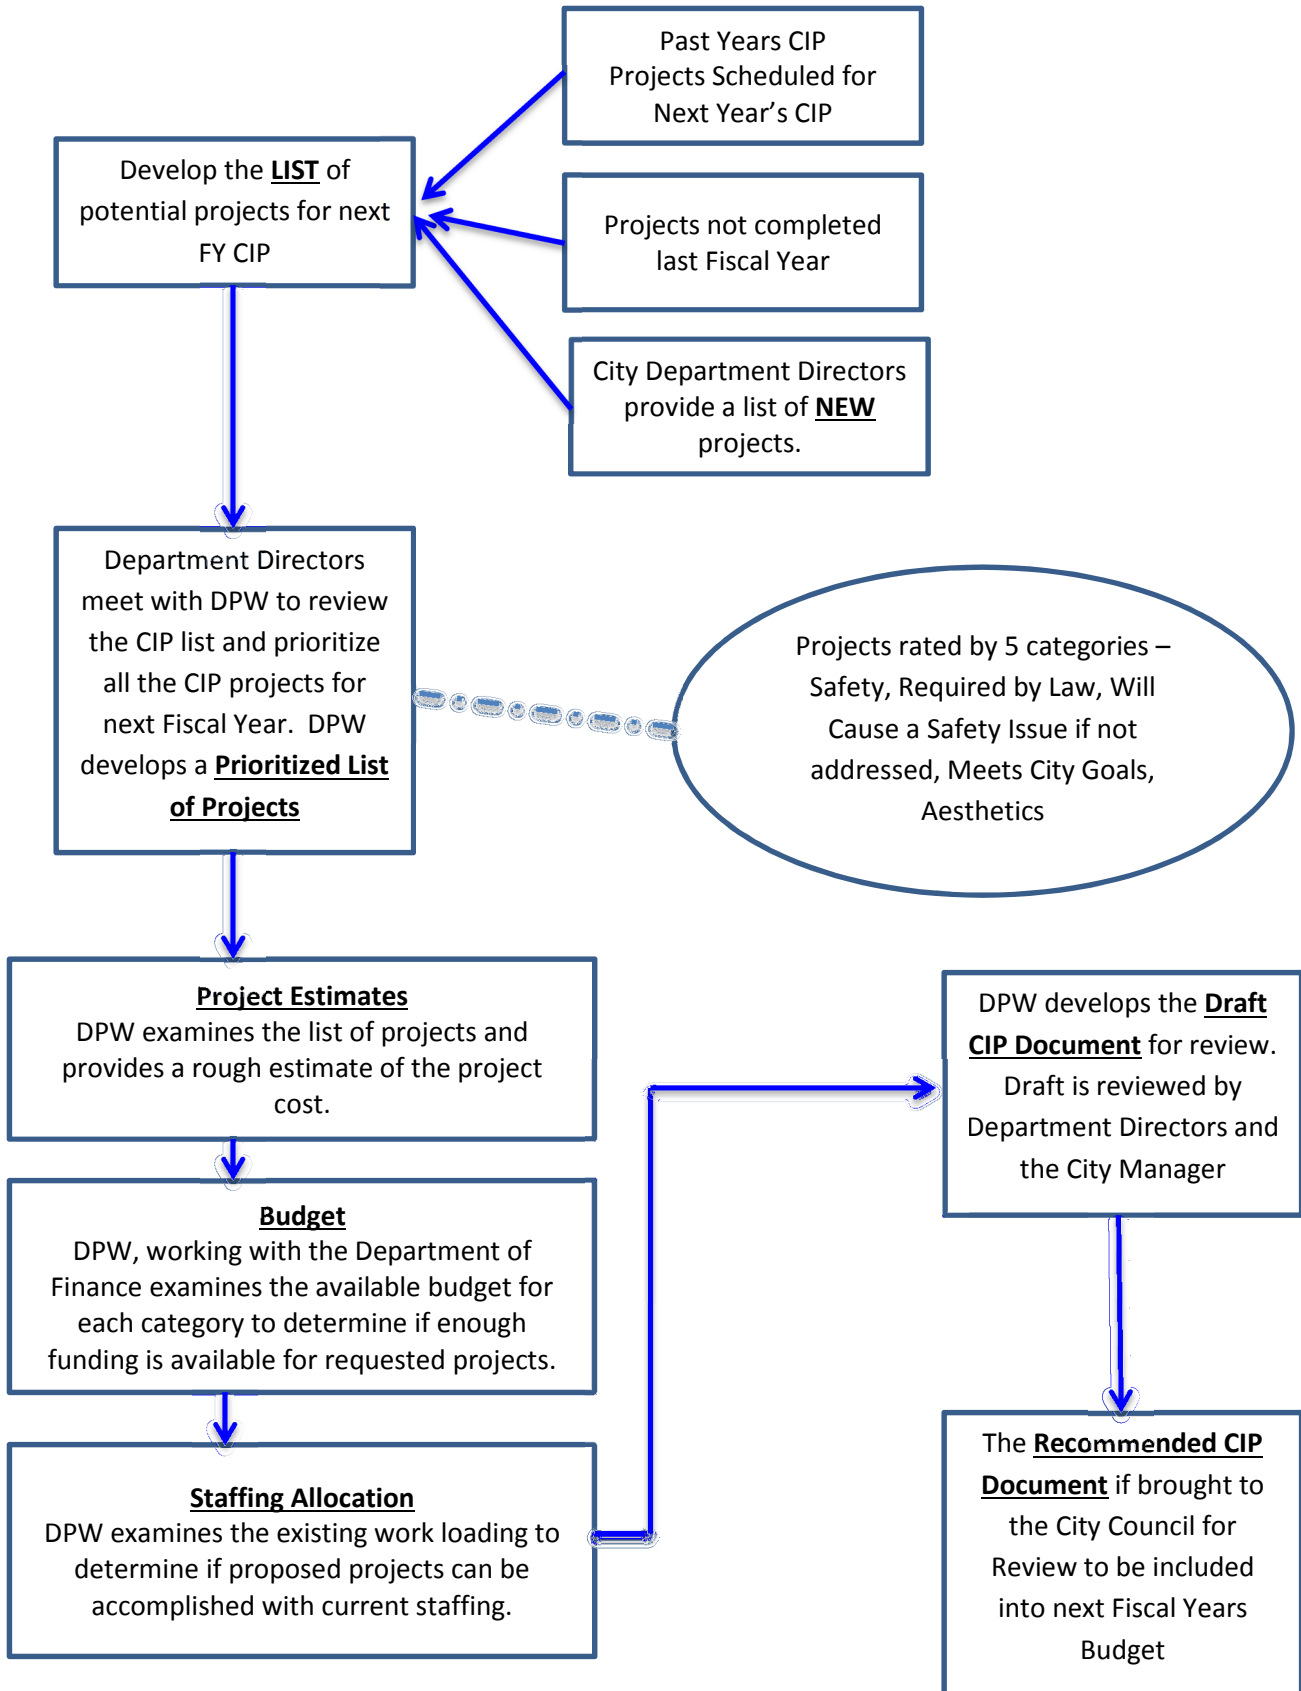 Past Years CIP
Projects Scheduled for
Next Year’s CIP
Develop the LIST of
potential projects for next
FY CIP
Projects not completed
last Fiscal Year
City Department Directors
provide a list of NEW
projects.
Department Directors
meet with DPW to review
the CIP list and prioritize
all the CIP projects for
next Fiscal Year.  DPW
develops a Prioritized List
of Projects
Projects rated by 5 categories –
Safety, Required by Law, Will
Cause a Safety Issue if not
addressed, Meets City Goals,
Aesthetics
Project Estimates
DPW examines the list of projects and
provides a rough estimate of the project
cost.
Budget
DPW, working with the Department of
Finance examines the available budget for
each category to determine if enough
funding is available for requested projects.
Staffing Allocation
DPW examines the existing work loading to
determine if proposed projects can be
accomplished with current staffing.
DPW develops the Draft
CIP Document for review.
Draft is reviewed by
Department Directors and
the City Manager
The Recommended CIP
Document if brought to
the City Council for
Review to be included
into next Fiscal Years
Budget